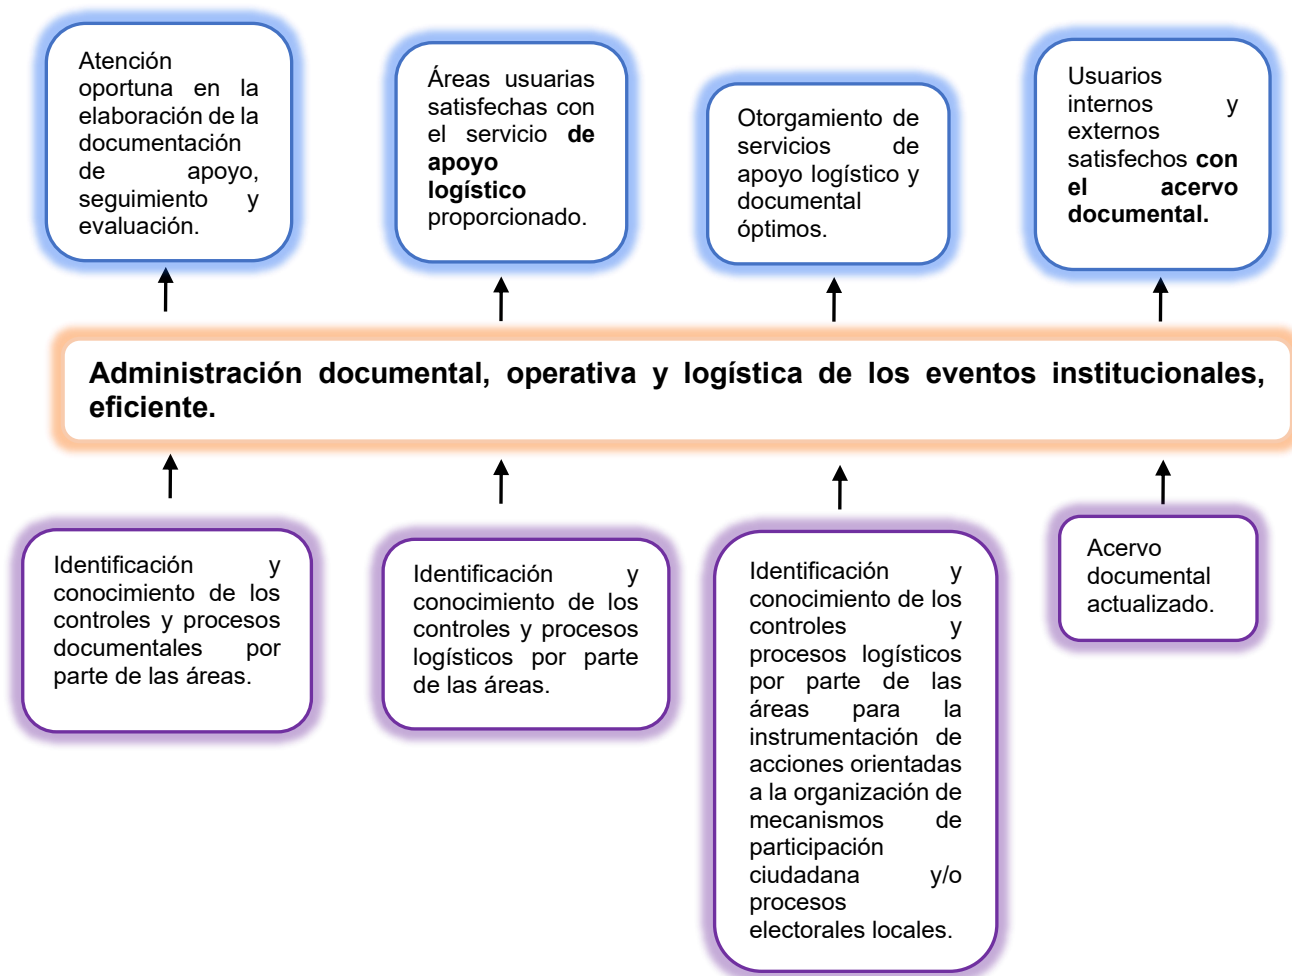 Atención
oportuna en la
elaboración de la
documentación
de apoyo,
seguimiento y
evaluación.
Áreas usuarias
satisfechas con
el servicio de
apoyo
logístico
proporcionado.
Otorgamiento de
servicios de
apoyo logístico y
documental
óptimos.
Usuarios
internos y
externos
satisfechos con
el acervo
documental.
Administración documental, operativa y logística de los eventos institucionales,
eficiente.
Identificación y
conocimiento de los
controles y procesos
documentales por
parte de las áreas.
Identificación y
conocimiento de los
controles y procesos
logísticos por parte
de las áreas.
Identificación y
conocimiento de los
controles y
procesos logísticos
por parte de las
áreas para la
instrumentación de
acciones orientadas
a la organización de
mecanismos de
participación
ciudadana y/o
procesos
electorales locales.
Acervo
documental
actualizado.